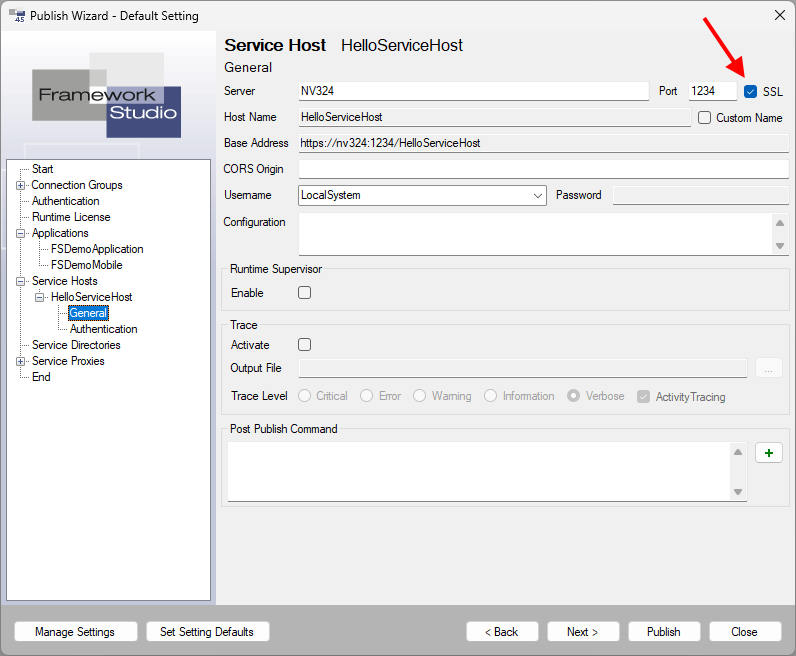 45 Publish Wizard - Default Setting
Framework
Studio
Start
Connection Groups
Authentication
Runtime License
Applications
FSDemoApplication
FSDemoMobile
Service Hosts
HelloServiceHost
General
Authentication
Service Directories
Service Proxies
End
Service Host HelloServiceHost
General
Server NV324 Port 1234 SSL
Host Name HelloServiceHost Custom Name
Base Address https://nv324:1234/HelloServiceHost
CORS Origin
Username LocalSystem Password
Configuration
Runtime Supervisor
Enable
Trace
Activate
Output File ...
Trace Level Critical Error Warning Information Verbose ActivityTracing
Post Publish Command
Manage Settings Set Setting Defaults < Back Next > Publish Close